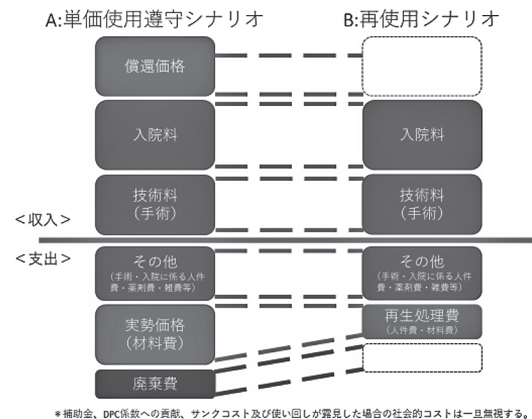 A:単価使用遵守シナリオ
B:再使用シナリオ
償還価格
入院料
入院料
技術料
(手術)
技術料
(手術)
＜収入＞
＜支出＞
その他
(手術・入院に係る人件
費・薬剤費・雑費等)
その他
(手術・入院に係る人件
費・薬剤費・雑費等)
実勢価格
(材料費)
再生処理費
(人件費・材料費)
廃棄費
＊補助金、DPC係数への貢献、サンクコスト及び使い回しが露見した場合の社会的コストは一旦無視する。